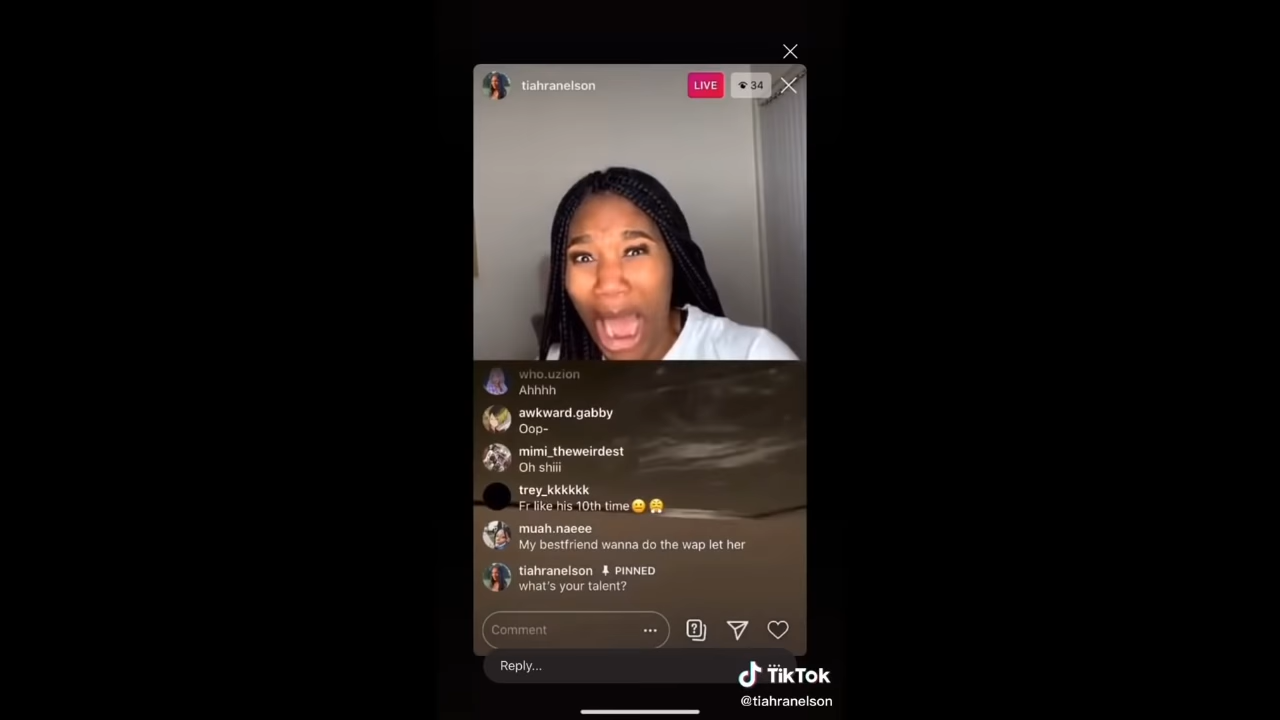 tiahranelson
LIVE
34
who.uzion
Ahhhh
awkward.gabby
Oop-
mimi_theweirdest
Oh shiii
trey_kkkkkk
Fr like his 10th time😐😤
muah.naeee
My bestfriend wanna do the wap let her
tiahranelson PINNED
what's your talent?
Comment
Reply...
TikTok
@tiahranelson